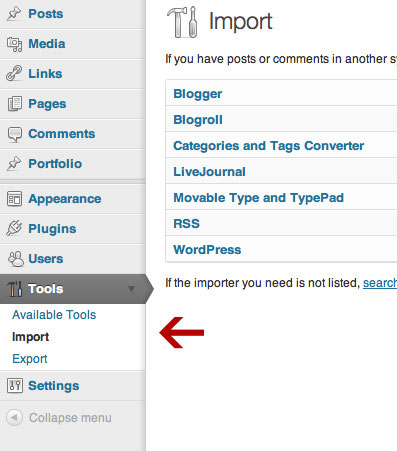 Posts
Media
Links
Pages
Comments
Portfolio
Appearance
Plugins
Users
Tools
Available Tools
Import
Export
Settings
Collapse menu
Import
If you have posts or comments in another
Blogger
Blogroll
Categories and Tags Converter
LiveJournal
Movable Type and TypePad
RSS
WordPress
If the importer you need is not listed, search